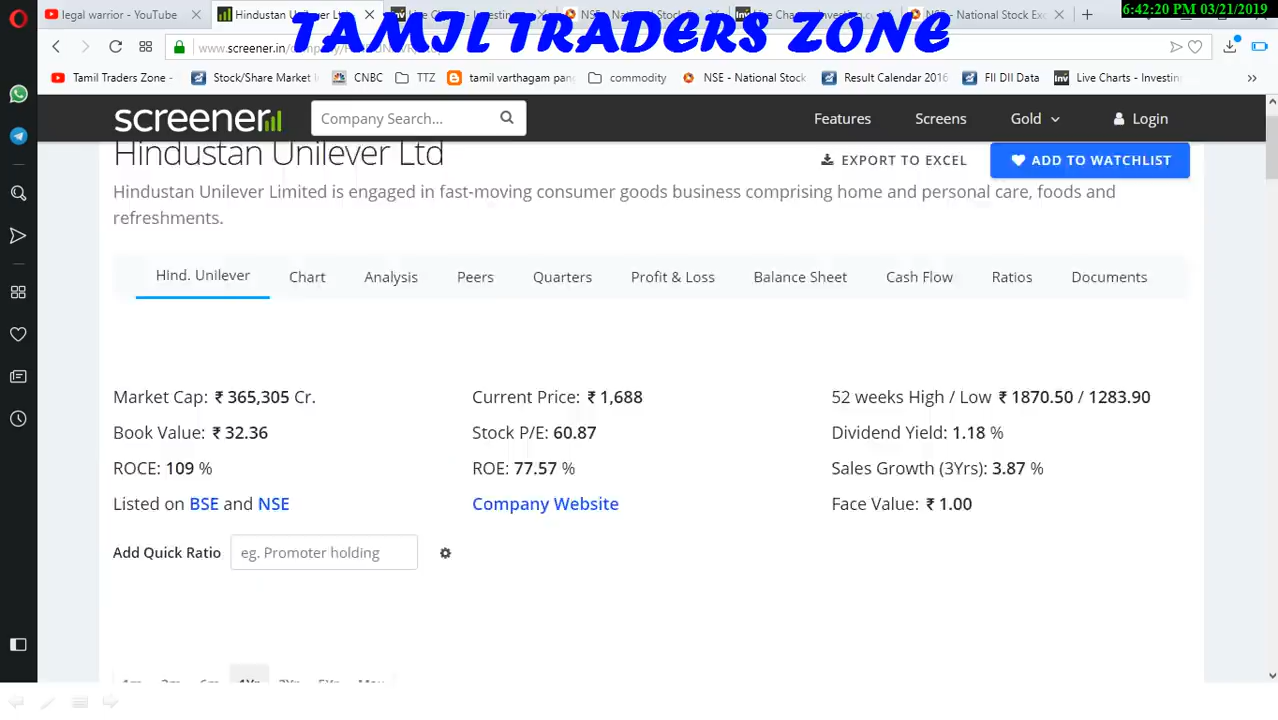 6:42:20 PM 03/21/2019
legal warrior - YouTube
Hindustan Unilever Lt
NSE - National Stock Ex
TAMIL TRADERS ZONE
www.screener.in/
Tamil Traders Zone -
Stock/Share Market
CNBC
TTZ
tamil varthagam pan
commodity
NSE - National Stock
Result Calendar 2016
FII DII Data
Live Charts - Investin
»
screener
Company Search...
Features
Screens
Gold
Login
Hindustan Unilever Ltd
EXPORT TO EXCEL
ADD TO WATCHLIST
Hindustan Unilever Limited is engaged in fast-moving consumer goods business comprising home and personal care, foods and
refreshments.
Hind. Unilever
Chart
Analysis
Peers
Quarters
Profit & Loss
Balance Sheet
Cash Flow
Ratios
Documents
Market Cap: ₹ 365,305 Cr.
Current Price: ₹ 1,688
52 weeks High / Low ₹ 1870.50 / 1283.90
Book Value: ₹ 32.36
Stock P/E: 60.87
Dividend Yield: 1.18 %
ROCE: 109 %
ROE: 77.57 %
Sales Growth (3Yrs): 3.87 %
Listed on BSE and NSE
Company Website
Face Value: ₹ 1.00
Add Quick Ratio
eg. Promoter holding